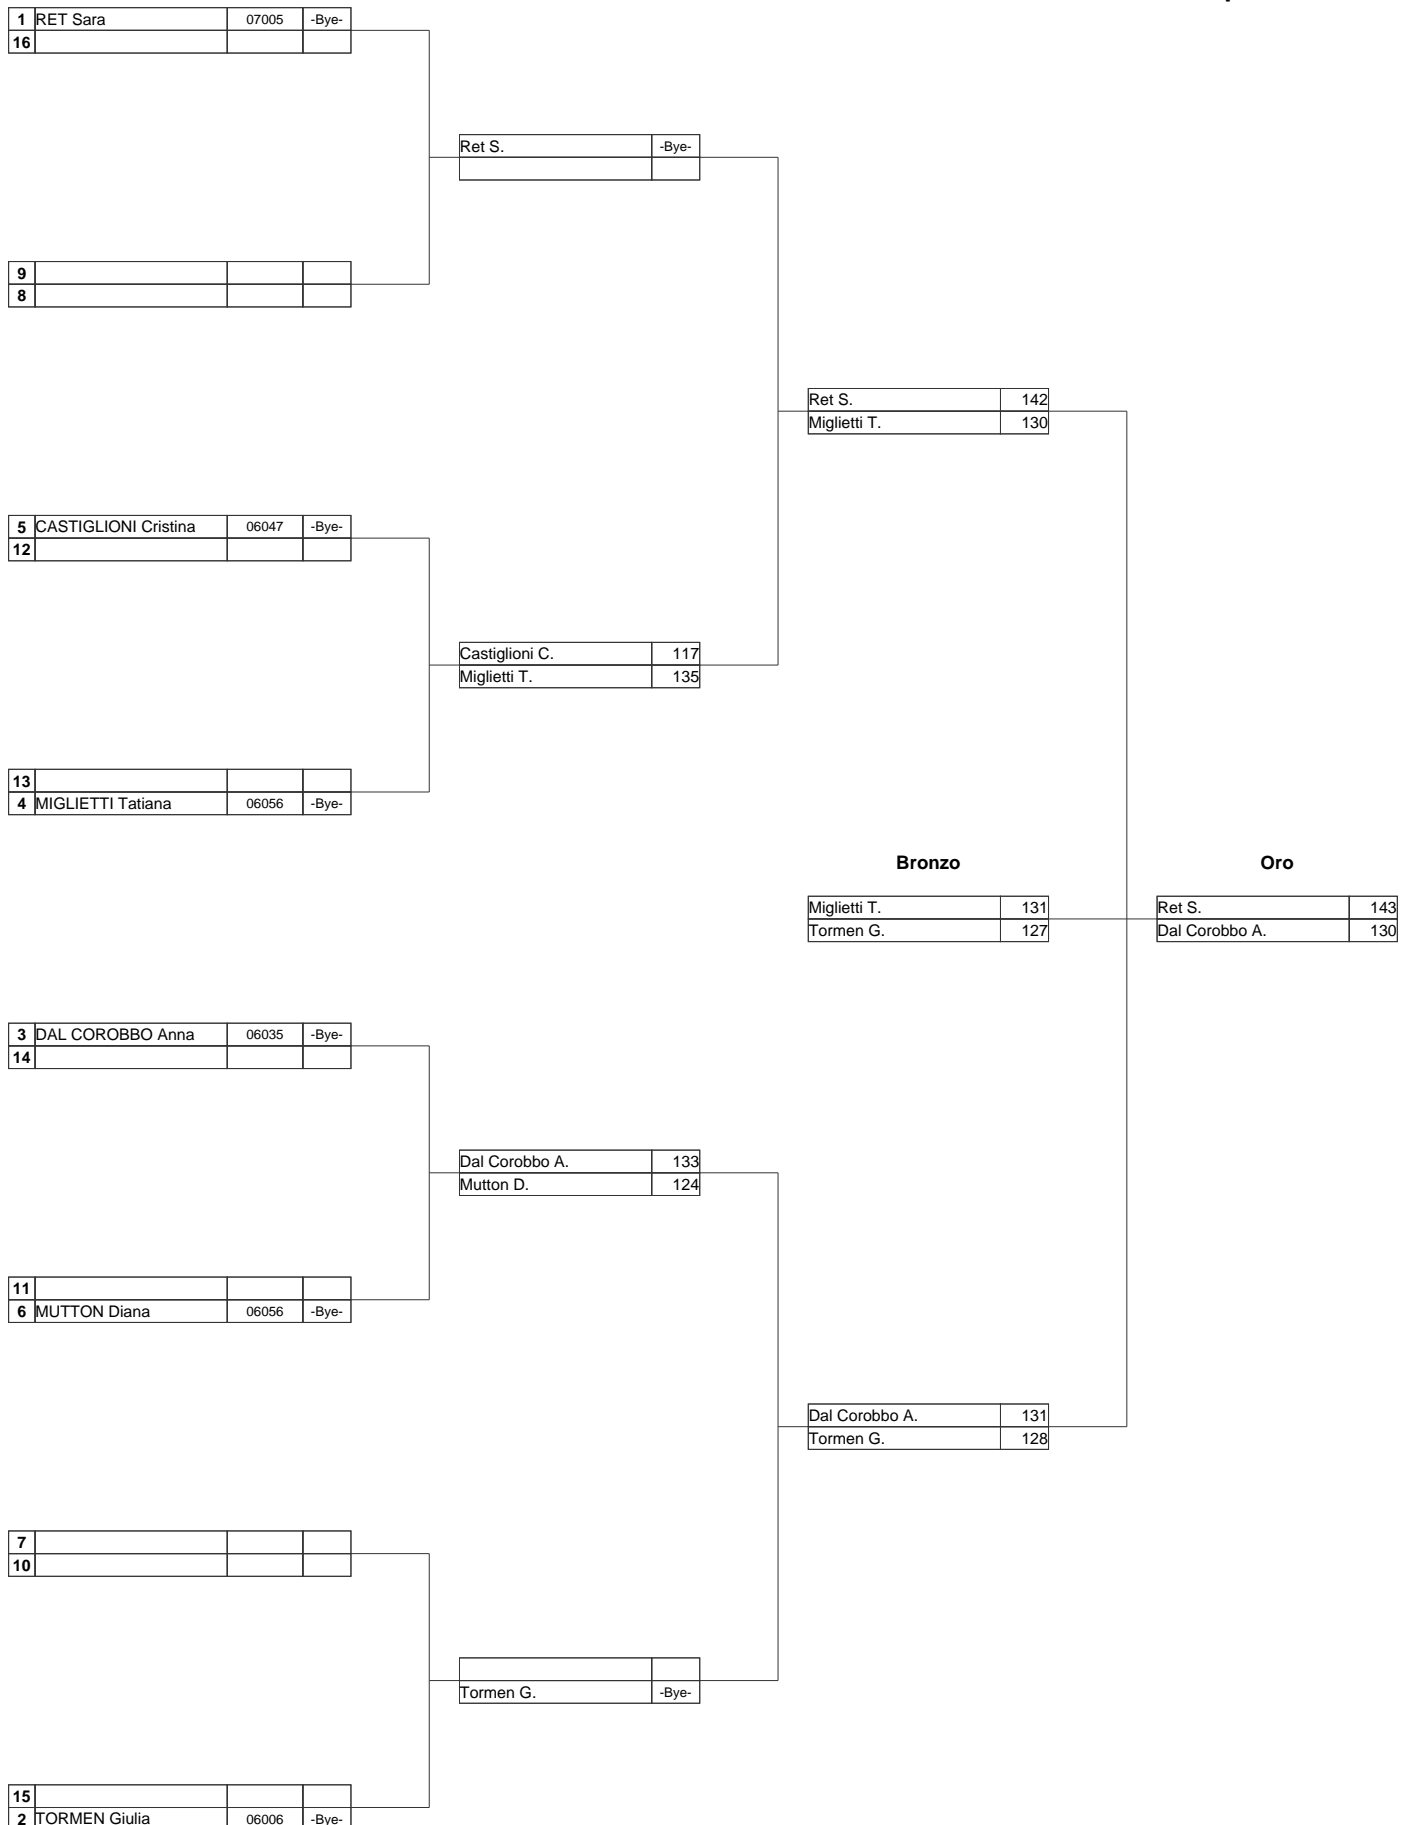 1 RET Sara 07005 -Bye-
16
Ret S. -Bye-
9
8
Ret S. 142
Miglietti T. 130
5 CASTIGLIONI Cristina 06047 -Bye-
12
Castiglioni C. 117
Miglietti T. 135
13
4 MIGLIETTI Tatiana 06056 -Bye-
Bronzo Oro
Miglietti T. 131 Ret S. 143
Tormen G. 127 Dal Corobbo A. 130
3 DAL COROBBO Anna 06035 -Bye-
14
Dal Corobbo A. 133
Mutton D. 124
11
6 MUTTON Diana 06056 -Bye-
Dal Corobbo A. 131
Tormen G. 128
7
10
Tormen G. -Bye-
15
2 TORMEN Giulia 06006 -Bye-